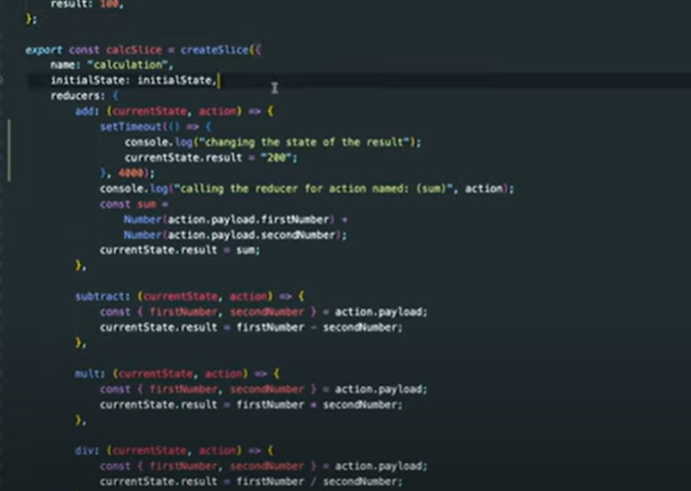 result: 100,
};
export const calcSlice = createSlice({
name: "calculation",
initialState: initialState,
reducers: {
add: (currentState, action) => {
setTimeout(() => {
console.log("changing the state of the result");
currentState.result = "200";
}, 4000);
console.log("calling the reducer for action named: (sum)", action);
const sum =
Number(action.payload.firstNumber) +
Number(action.payload.secondNumber);
currentState.result = sum;
},
subtract: (currentState, action) => {
const { firstNumber, secondNumber } = action.payload;
currentState.result = firstNumber - secondNumber;
},
mult: (currentState, action) => {
const { firstNumber, secondNumber } = action.payload;
currentState.result = firstNumber * secondNumber;
},
div: (currentState, action) => {
const { firstNumber, secondNumber } = action.payload;
currentState.result = firstNumber / secondNumber;